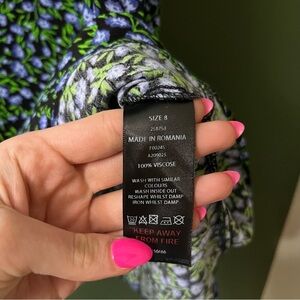 SIZE 8
MADE IN ROMANIA
100% VISCOSE
WASH WITH SIMILAR
COLOURS
WASH INSIDE OUT
RESHAPE WHILST DAMP
IRON WHILST DAMP
KEEP AWAY
FROM FIRE